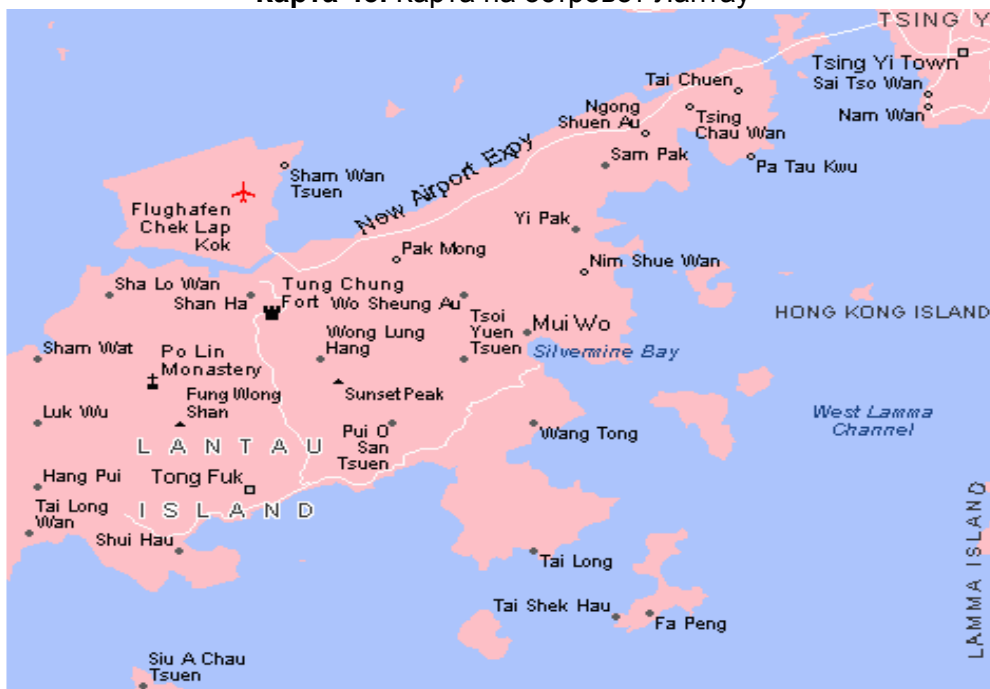 Карта на островот Лантау
TSING Y
Tsing Yi Town
Sai Tso Wan
Nam Wan
Tai Chuen
Ngong
Shuen Au
Tsing
Chau Wan
Sam Pak
Pa Tau Kwu
Sham Wan
Tsuen
New Airport Expy
Flughafen
Chek Lap
Kok
Yi Pak
Pak Mong
Nim Shue Wan
Sha Lo Wan
Shan Ha
Tung Chung
Fort
Wo Sheung Au
HONG KONG ISLAND
Tsoi
Yuen
Tsuen
Mui Wo
Silvermine Bay
Wong Lung
Hang
Sham Wat
Po Lin
Monastery
Fung Wong
Shan
Sunset Peak
Luk Wu
Pui O
San
Tsuen
Wang Tong
West Lamma
Channel
LANTAU
ISLAND
Hang Pui
Tong Fuk
Tai Long
Wan
Shui Hau
Tai Long
Tai Shek Hau
Fa Peng
LAMMA ISLAND
Siu A Chau
Tsuen